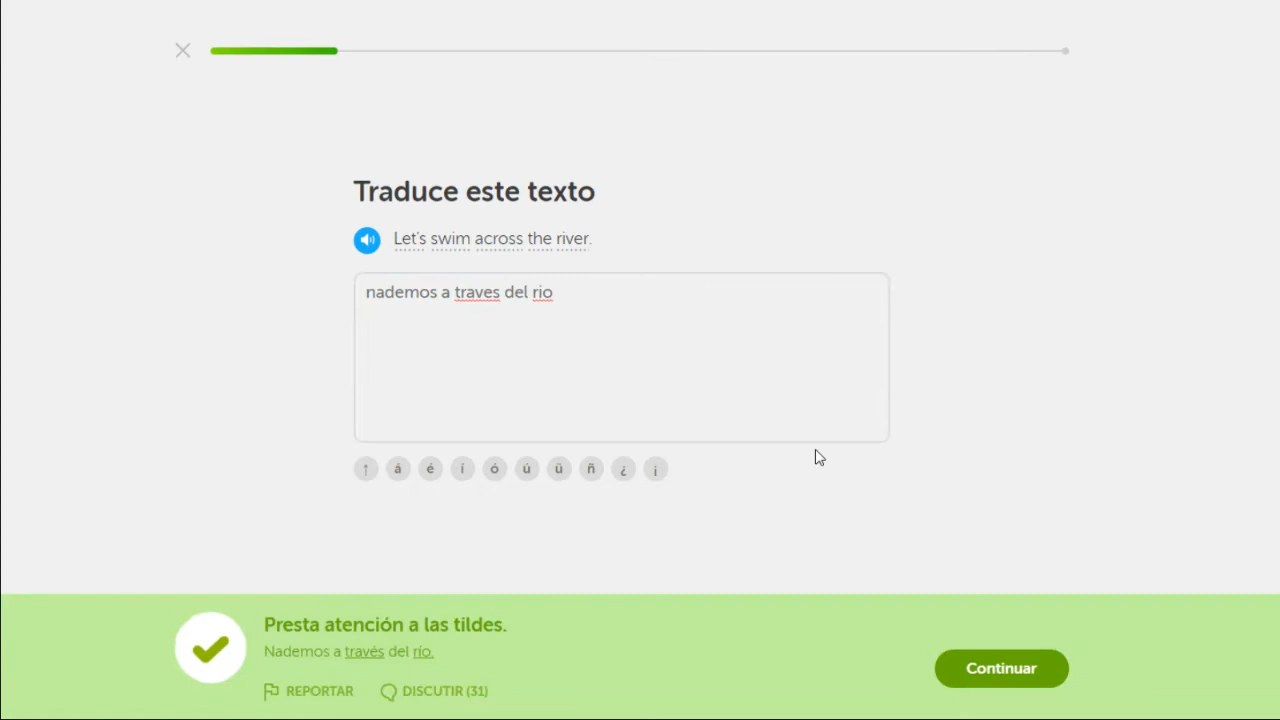 Traduce este texto
Let's swim across the river.
nademos a traves del rio
↑ á é í ó ú ü ñ ¿ ¡
Presta atención a las tildes.
Nademos a través del río.
Continuar
REPORTAR DISCUTIR (31)